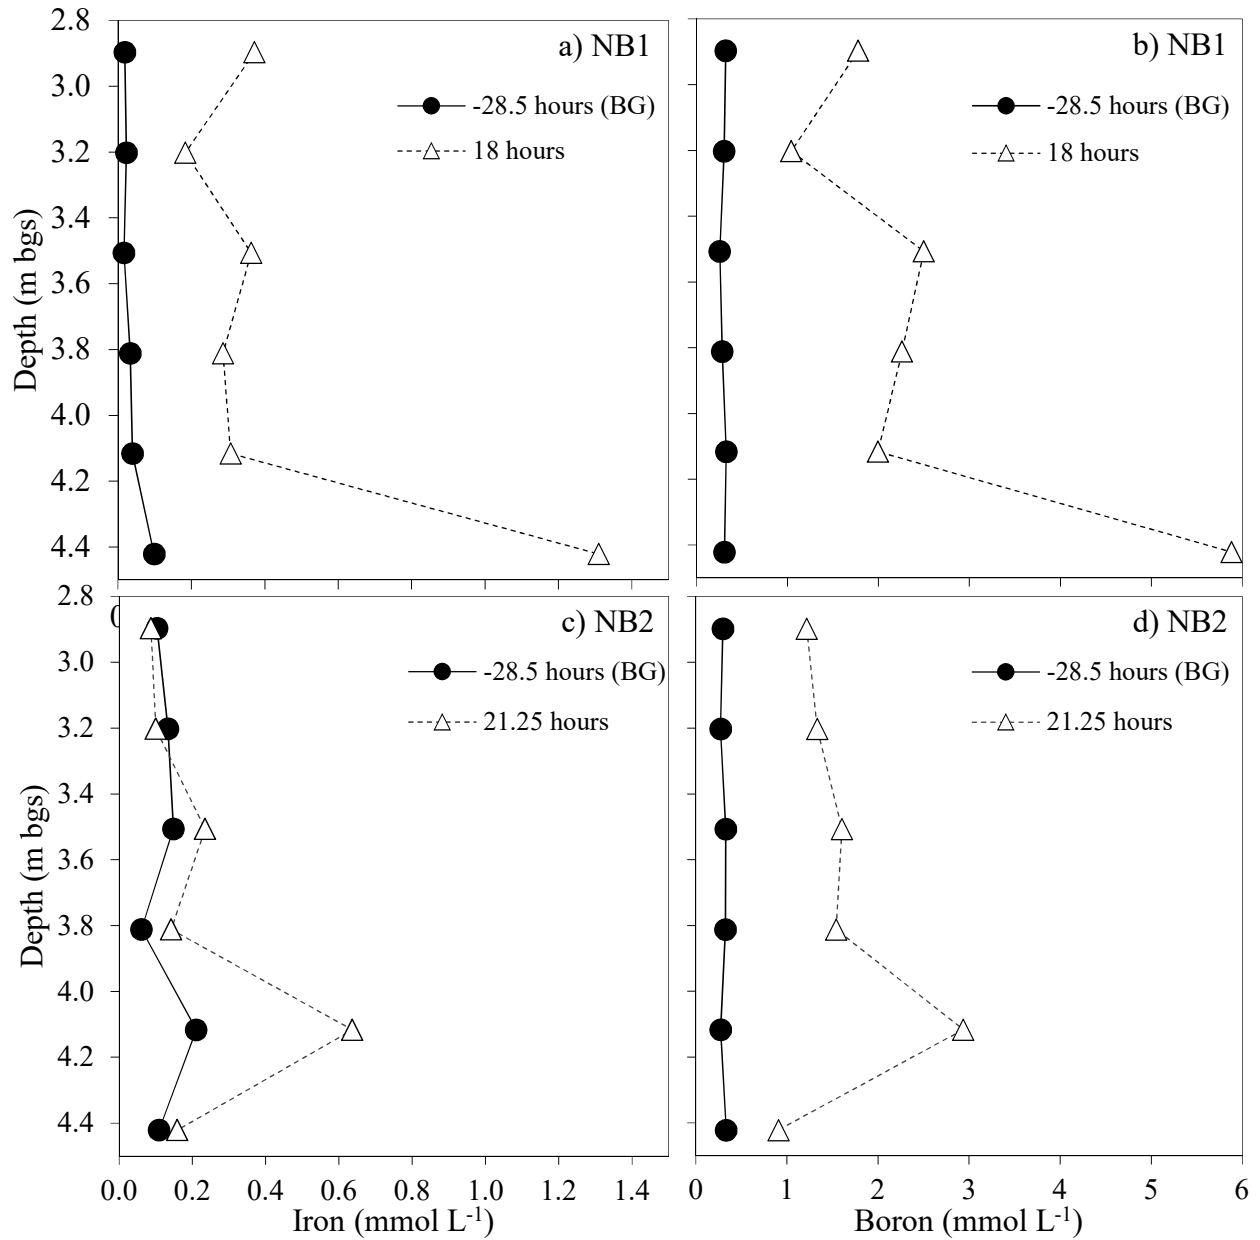 a) NB1
-28.5 hours (BG)
18 hours
2.8
3.0
3.2
3.4
3.6
3.8
4.0
4.2
4.4
Depth (m bgs)
b) NB1
-28.5 hours (BG)
18 hours
c) NB2
-28.5 hours (BG)
21.25 hours
2.8
3.0
3.2
3.4
3.6
3.8
4.0
4.2
4.4
Depth (m bgs)
0.0 0.2 0.4 0.6 0.8 1.0 1.2 1.4
Iron (mmol L-1)
d) NB2
-28.5 hours (BG)
21.25 hours
0 1 2 3 4 5 6
Boron (mmol L-1)